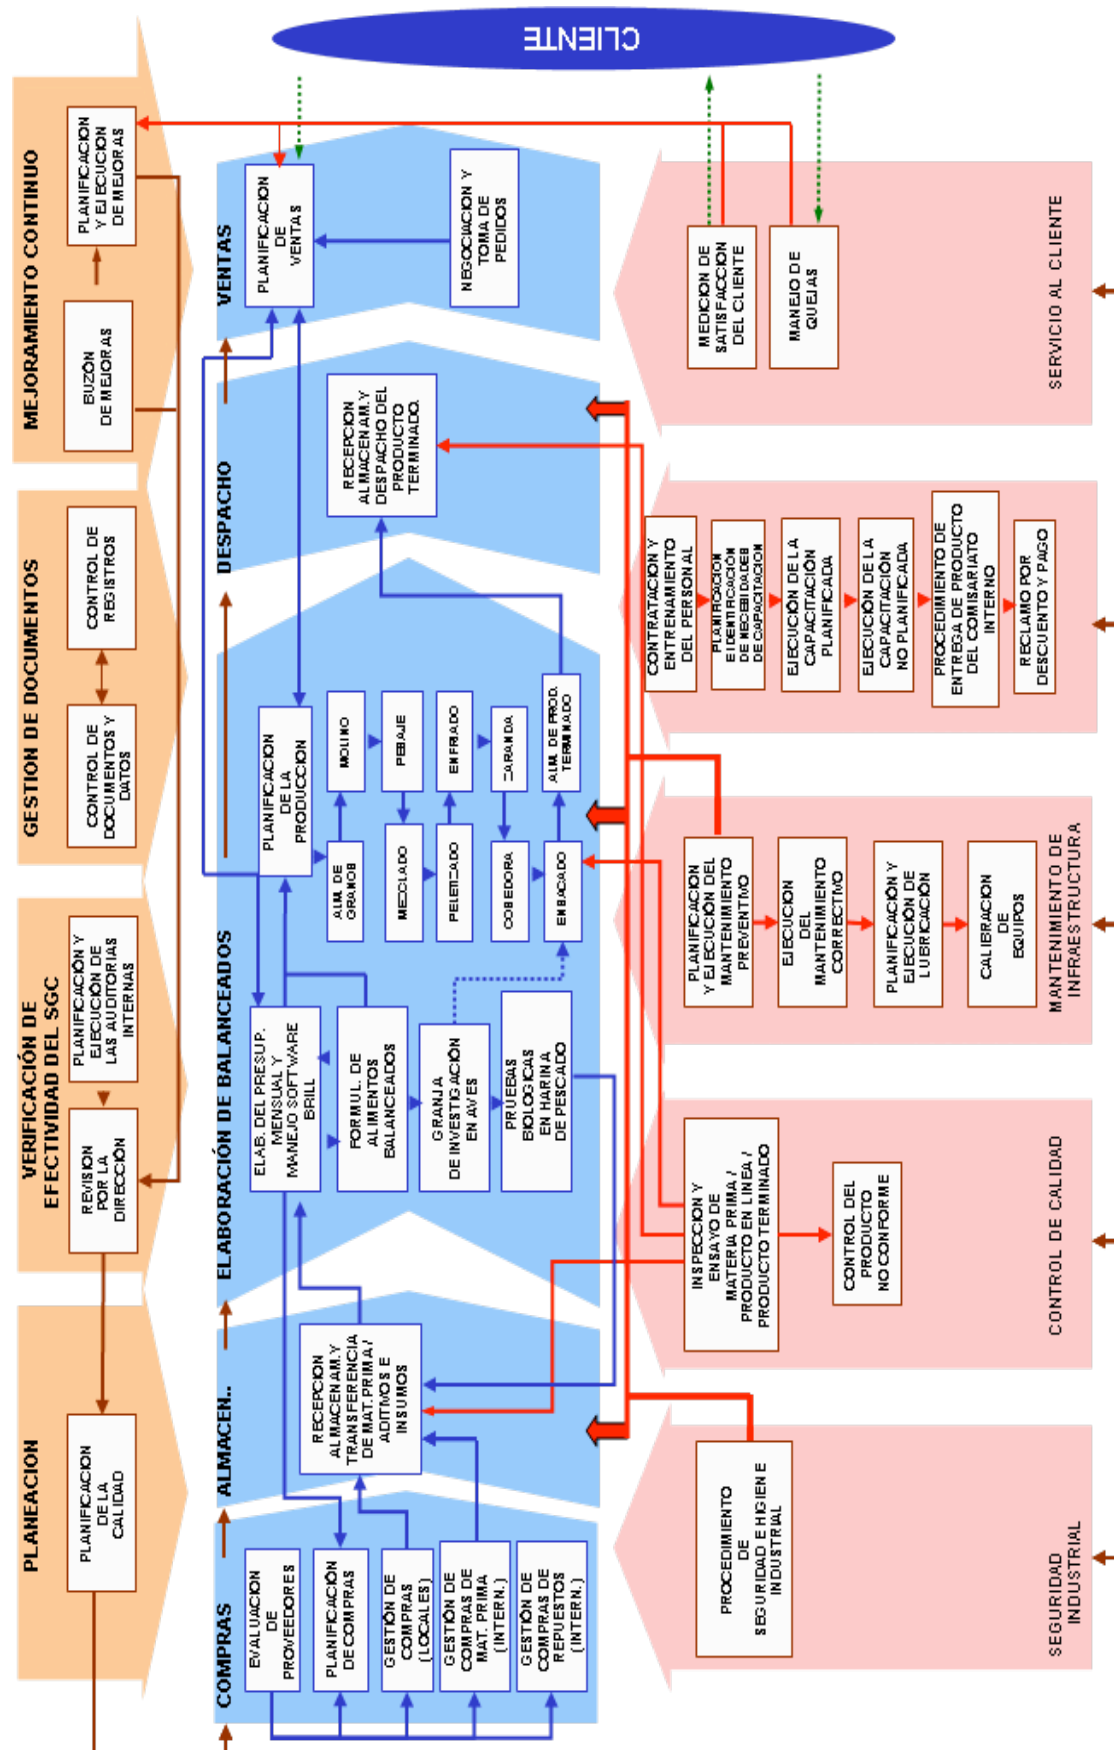 PLANEACION
PLANIFICACION
DE LA
CALIDAD
VERIFICACIÓN DE
EFECTIVIDAD DEL SGC
REVISION
POR LA
DIRECCIÓN
PLANIFICACIÓN Y
EJECUCIÓN DE
LAS AUDITORIAS
INTERNAS
GESTION DE DOCUMENTOS
CONTROL DE
DOCUMENTOS Y
DATOS
CONTROL DE
REGISTROS
MEJORAMIENTO CONTINUO
BUZÓN
DE MEJORAS
PLANIFICACION
Y EJECUCION
DE MEJORAS
COMPRAS
EVALUACION
DE
PROVEEDORES
PLANIFICACIÓN
DE COMPRAS
GESTIÓN DE
COMPRAS
(LOCALES)
GESTIÓN DE
COMPRAS DE
MAT. PRIMA
(INTERN.)
GESTIÓN DE
COMPRAS DE
REPUESTOS
(INTERN.)
ALMACEN..
RECEPCION
ALMACENAM.Y
TRANSFERENCIA
DE MAT.PRIMA /
ADITIVOS E
INSUMOS
ELABORACIÓN DE BALANCEADOS
ELAB. DEL PRESUP.
MENSUAL Y
MANEJO SOFTWARE
BRILL
FORMUL. DE
ALIMENTOS
BALANCEADOS
GRANJA
DE INVESTIGACIÓN
EN AVES
PRUEBAS
BIOLOGICAS
EN HARINA
DE PESCADO
PLANIFICACION
DE LA
PRODUCCION
ALM. DE
GRANOS
MOLINO
MEZCLADO
PESAJE
PELETICADO
ENFRIADO
COSEDORA
ZARANDA
ENSACADO
ALM. DE PROD.
TERMINADO
DESPACHO
RECEPCION
ALMACENAM.Y
DESPACHO DEL
PRODUCTO
TERMINADO.
VENTAS
PLANIFICACION
DE
VENTAS
NEGOCIACION Y
TOMA DE
PEDIDOS
CLIENTE
PROCEDIMIENTO
DE
SEGURIDAD E HIGIENE
INDUSTRIAL
SEGURIDAD
INDUSTRIAL
INSPECCION Y
ENSAYO DE
MATERIA PRIMA /
PRODUCTO EN LINEA /
PRODUCTO TERMINADO
CONTROL DEL
PRODUCTO
NO CONFORME
CONTROL DE CALIDAD
PLANIFICACION
Y EJECUCIÓN DEL
MANTENIMIENTO
PREVENTIVO
EJECUCION
DEL
MANTENIMIENTO
CORRECTIVO
PLANIFICACIÓN Y
EJECUCIÓN DE
LUBRICACIÓN
CALIBRACION
DE
EQUIPOS
MANTENIMIENTO DE
INFRAESTRUCTURA
CONTRATACION Y
ENTRENAMIENTO
DEL PERSONAL
PLANIFICACIÓN
E IDENTIFICACIÓN
DE NECESIDADES
DE CAPACITACION
EJECUCIÓN DE LA
CAPACITACIÓN
PLANIFICADA
EJECUCIÓN DE LA
CAPACITACIÓN
NO PLANIFICADA
PROCEDIMIENTO DE
ENTREGA DE PRODUCTO
DEL COMISARIATO
INTERNO
RECLAMO POR
DESCUENTO Y PAGO
MEDICION DE
SATISFACCION
DEL CLIENTE
MANEJO DE
QUEJAS
SERVICIO AL CLIENTE